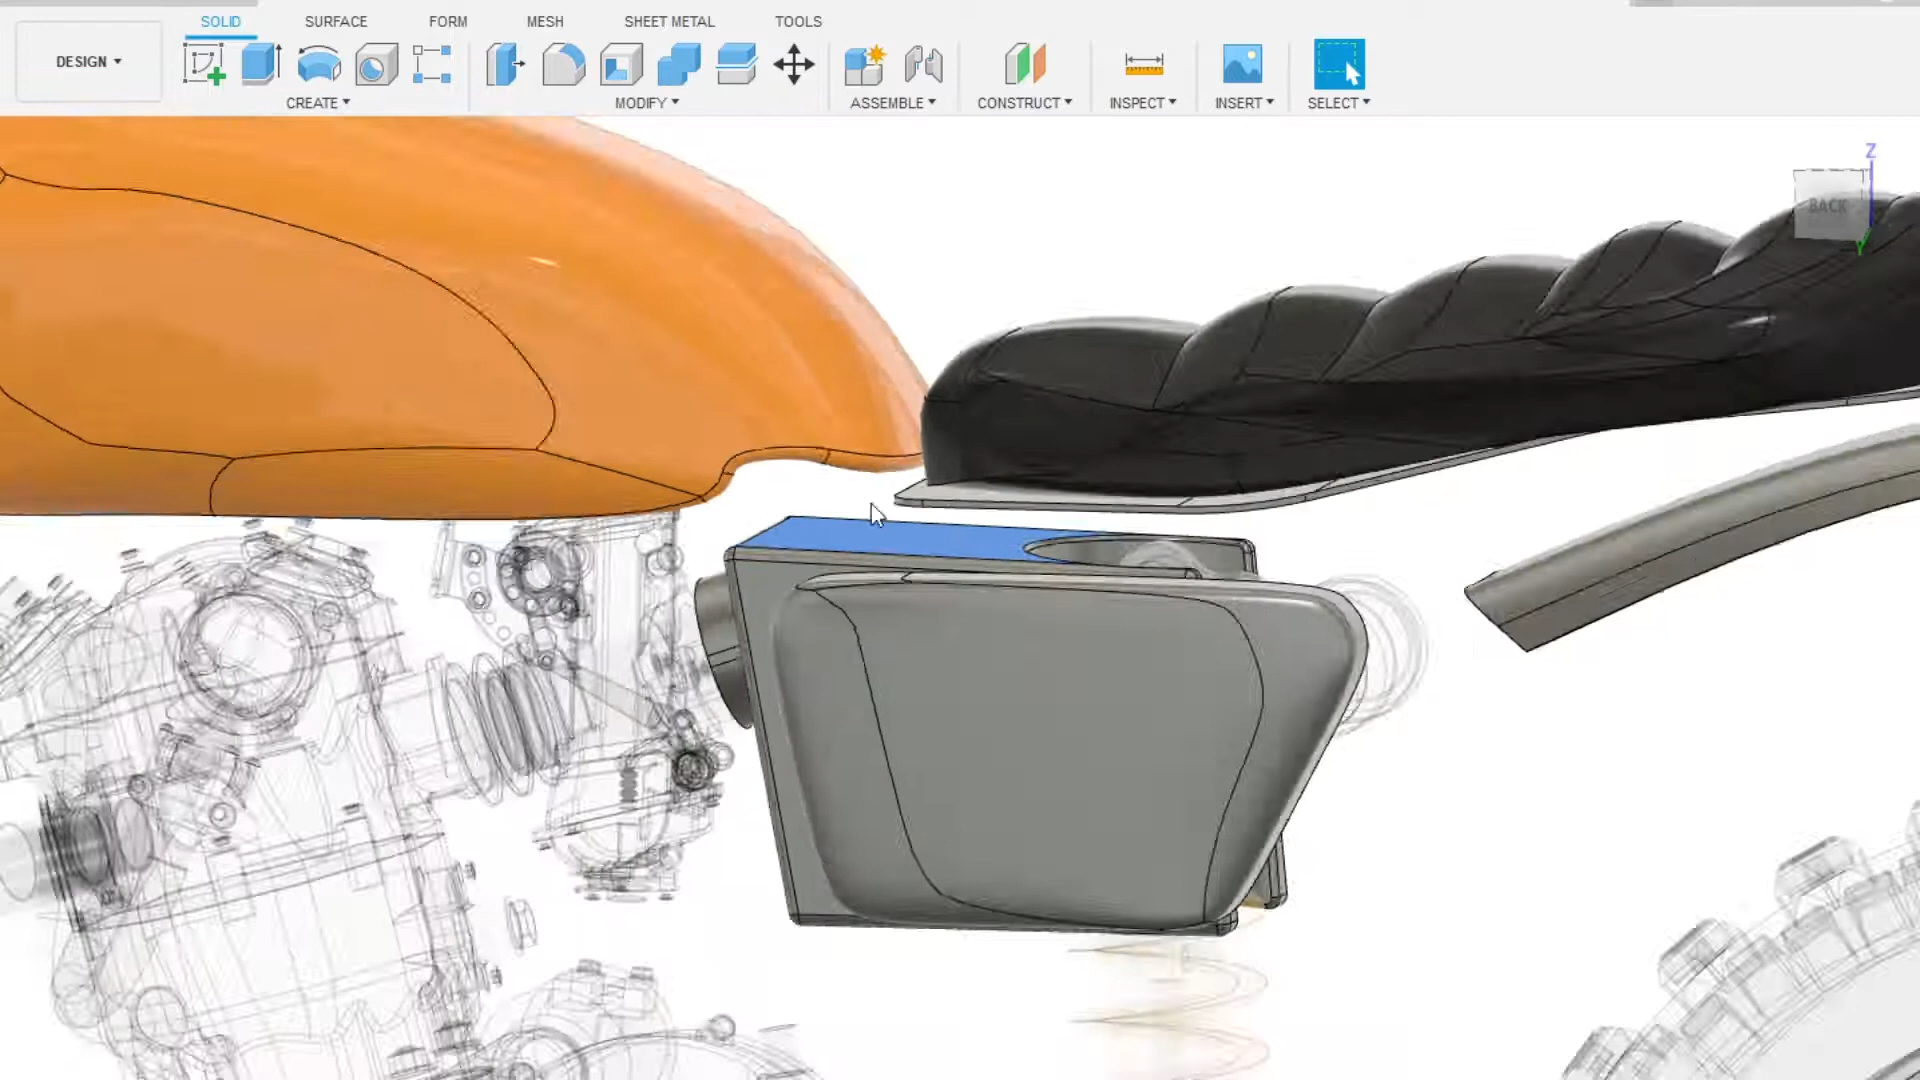 SOLID SURFACE FORM MESH SHEET METAL TOOLS
DESIGN
CREATE MODIFY ASSEMBLE CONSTRUCT INSPECT INSERT SELECT
Z
BACK